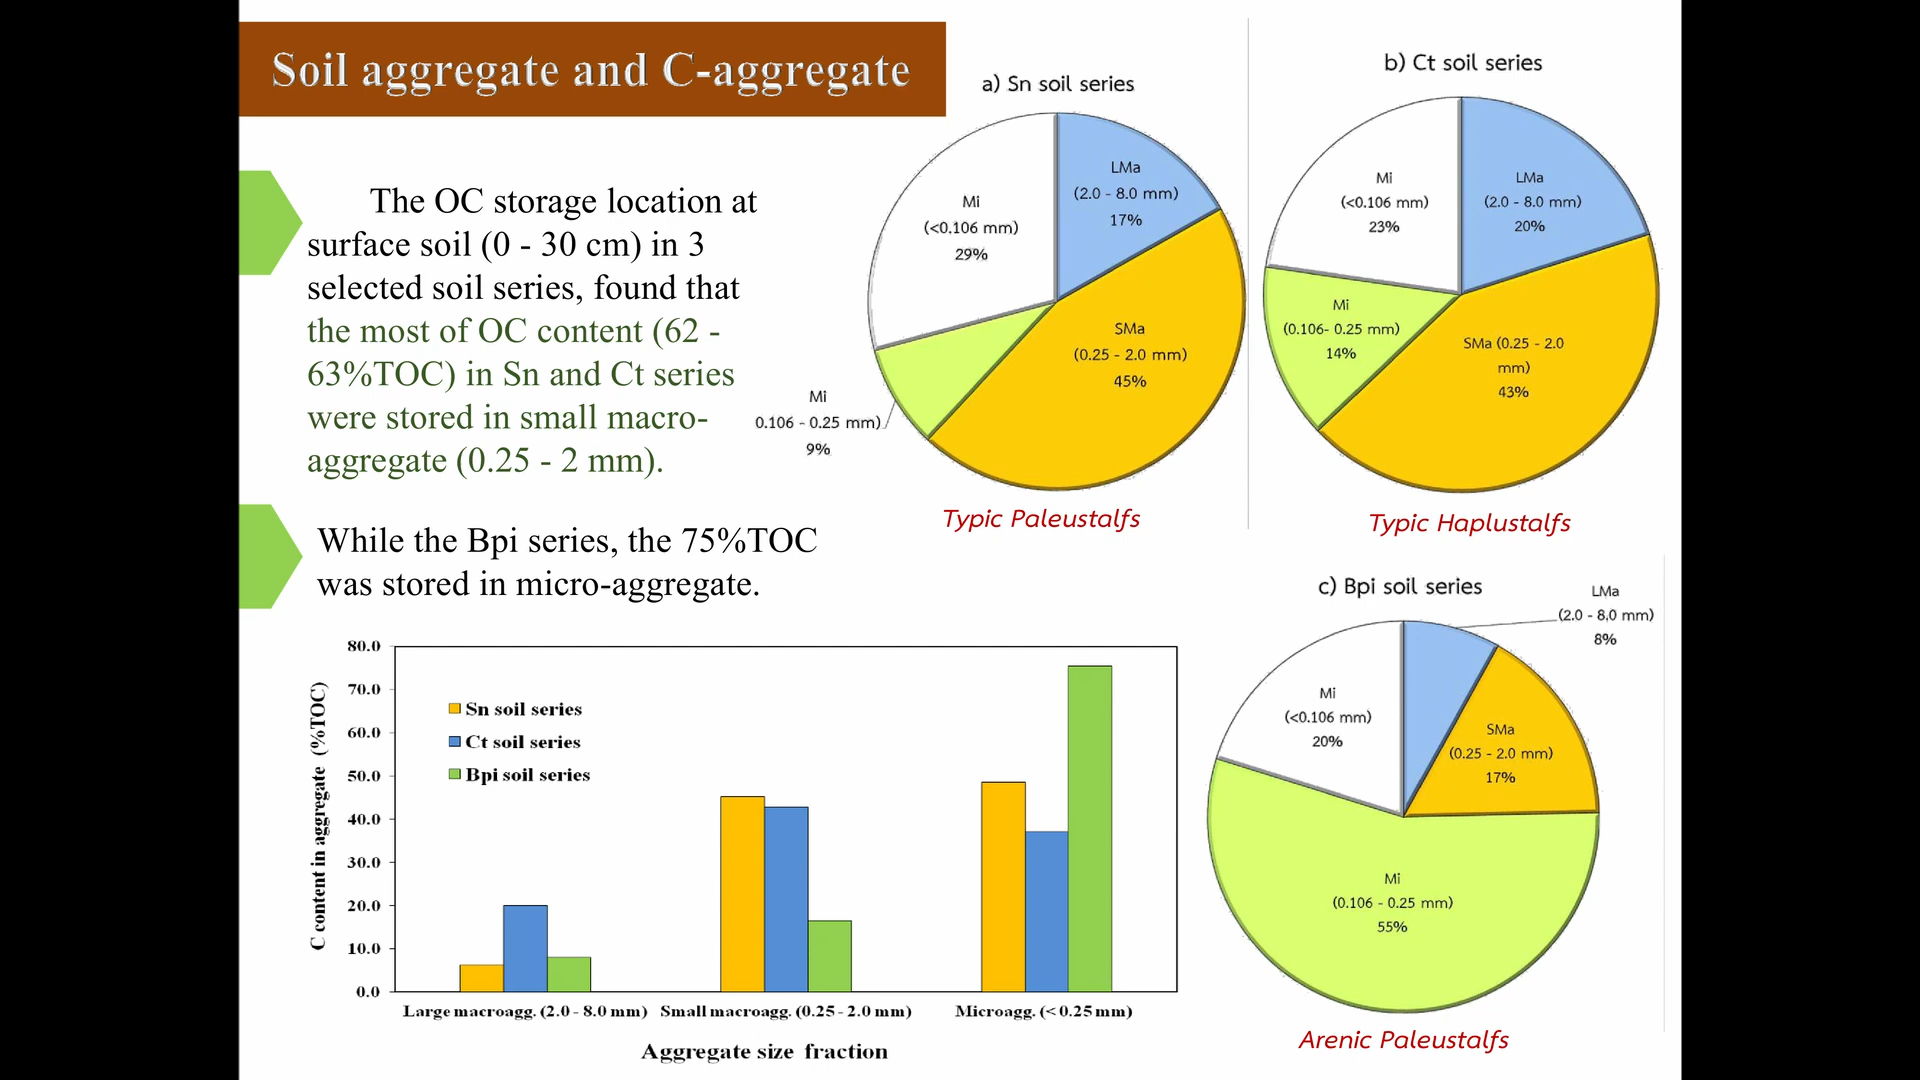 Soil aggregate and C-aggregate
The OC storage location at
surface soil (0 - 30 cm) in 3
selected soil series, found that
the most of OC content (62 -
63%TOC) in Sn and Ct series
were stored in small macro-
aggregate (0.25 - 2 mm).
While the Bpi series, the 75%TOC
was stored in micro-aggregate.
a) Sn soil series
LMa
(2.0 - 8.0 mm)
17%
SMa
(0.25 - 2.0 mm)
45%
Mi
0.106 - 0.25 mm)
9%
Mi
(<0.106 mm)
29%
Typic Paleustalfs
b) Ct soil series
LMa
(2.0 - 8.0 mm)
20%
SMa (0.25 - 2.0
mm)
43%
Mi
(0.106- 0.25 mm)
14%
Mi
(<0.106 mm)
23%
Typic Haplustalfs
80.0
70.0
60.0
50.0
40.0
30.0
20.0
10.0
0.0
C content in aggregate (%TOC)
Sn soil series
Ct soil series
Bpi soil series
Large macroagg. (2.0 - 8.0 mm)
Small macroagg. (0.25 - 2.0 mm)
Microagg. (< 0.25 mm)
Aggregate size fraction
c) Bpi soil series
LMa
(2.0 - 8.0 mm)
8%
SMa
(0.25 - 2.0 mm)
17%
Mi
(0.106 - 0.25 mm)
55%
Mi
(<0.106 mm)
20%
Arenic Paleustalfs